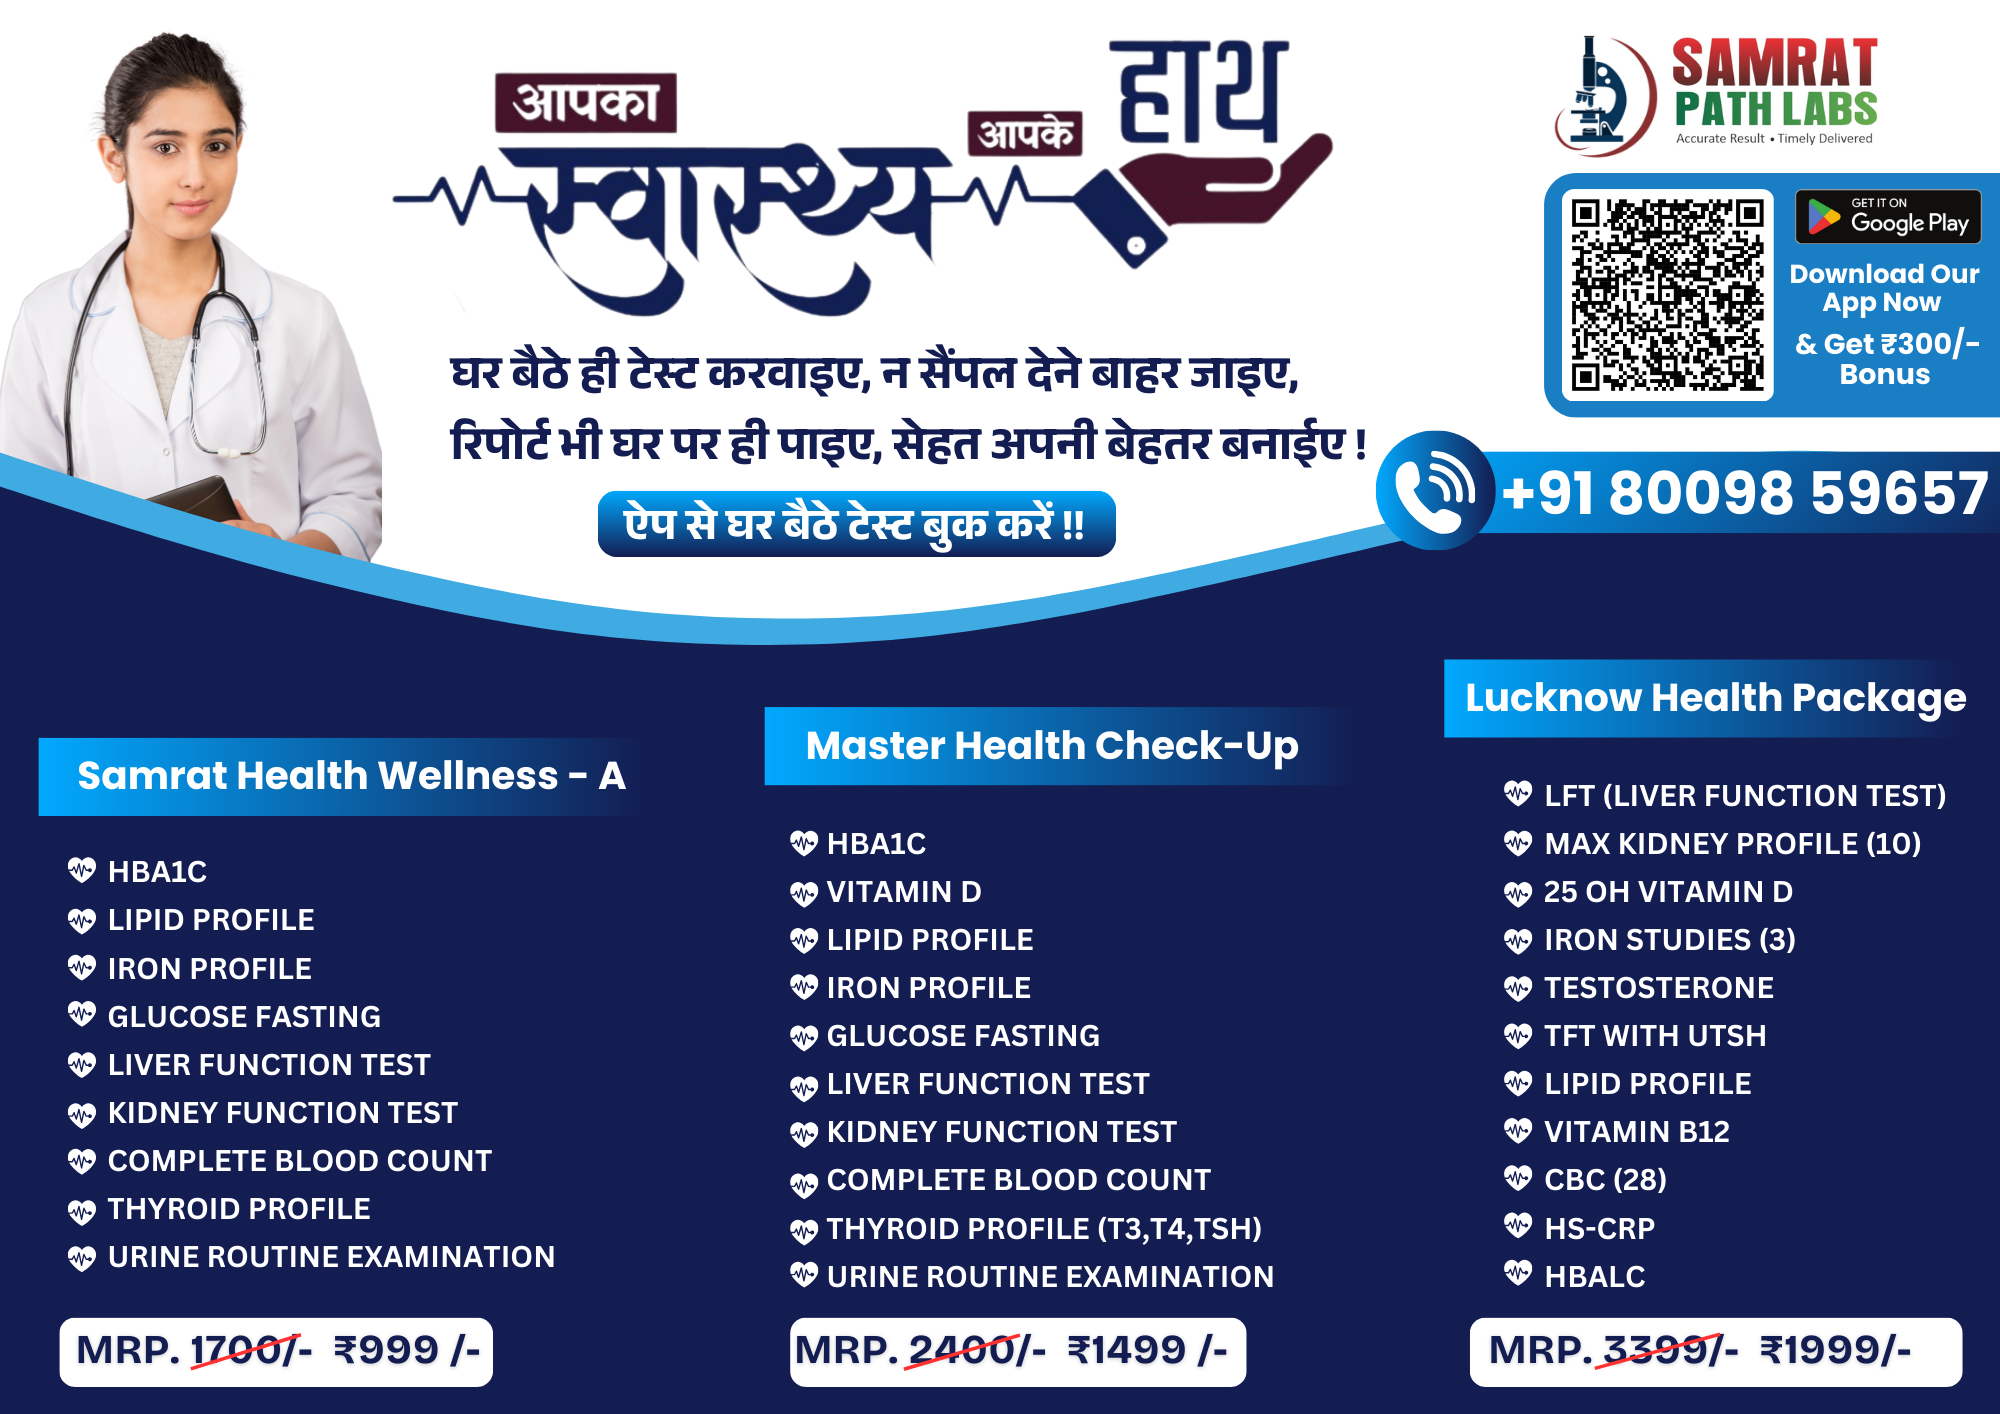 आपका
स्वास्थ्य
आपके
हाथ
SAMRAT
PATH LABS
Accurate Result • Timely Delivered
GET IT ON
Google Play
Download Our
App Now
& Get ₹300/-
Bonus
घर बैठे ही टेस्ट करवाइए, न सैंपल देने बाहर जाइए,
रिपोर्ट भी घर पर ही पाइए, सेहत अपनी बेहतर बनाईए !
ऐप से घर बैठे टेस्ट बुक करें !!
+91 80098 59657
Samrat Health Wellness - A
HBA1C
LIPID PROFILE
IRON PROFILE
GLUCOSE FASTING
LIVER FUNCTION TEST
KIDNEY FUNCTION TEST
COMPLETE BLOOD COUNT
THYROID PROFILE
URINE ROUTINE EXAMINATION
MRP. 1700/- ₹999 /-
Master Health Check-Up
HBA1C
VITAMIN D
LIPID PROFILE
IRON PROFILE
GLUCOSE FASTING
LIVER FUNCTION TEST
KIDNEY FUNCTION TEST
COMPLETE BLOOD COUNT
THYROID PROFILE (T3,T4,TSH)
URINE ROUTINE EXAMINATION
MRP. 2400/- ₹1499 /-
Lucknow Health Package
LFT (LIVER FUNCTION TEST)
MAX KIDNEY PROFILE (10)
25 OH VITAMIN D
IRON STUDIES (3)
TESTOSTERONE
TFT WITH UTSH
LIPID PROFILE
VITAMIN B12
CBC (28)
HS-CRP
HBALC
MRP. 3399/- ₹1999/-